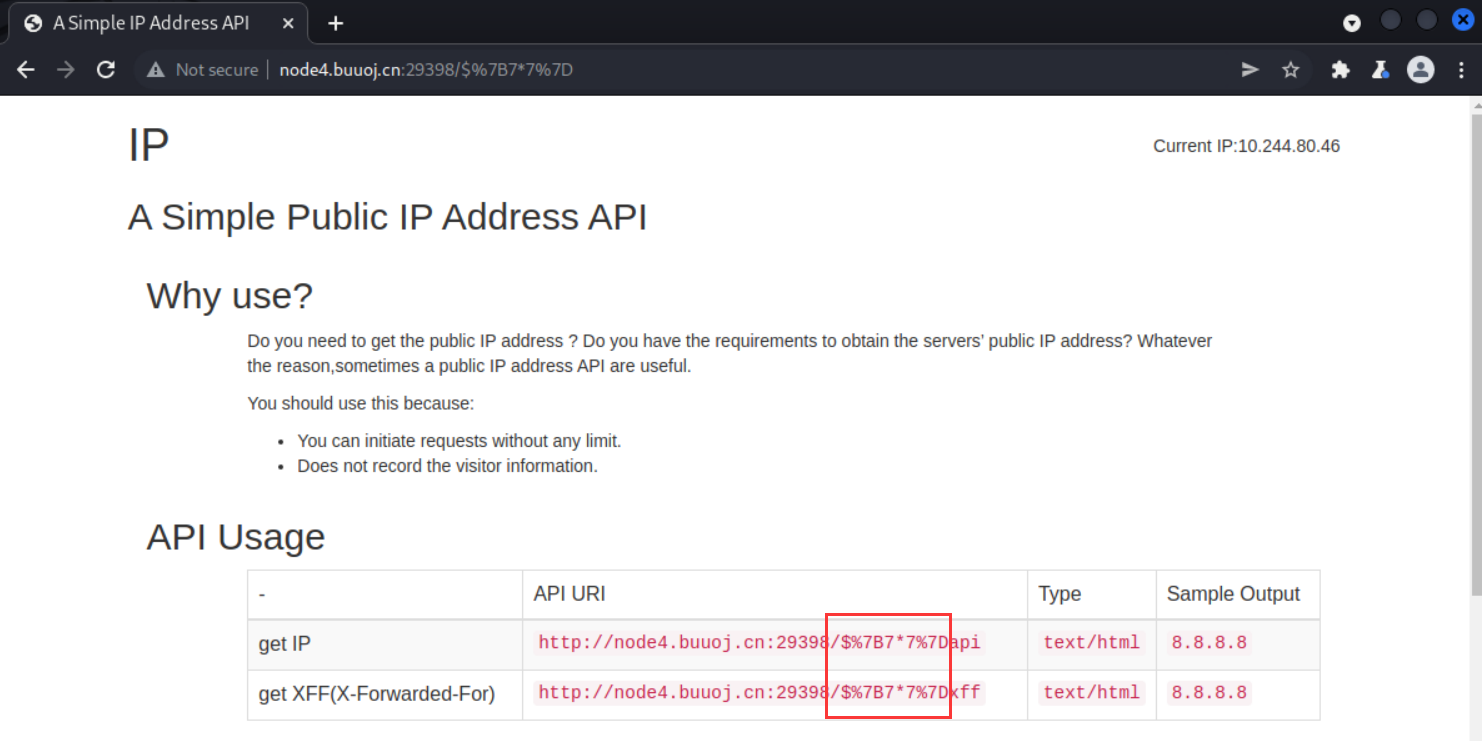 A Simple IP Address API
Not secure | node4.buuoj.cn:29398/$%7B7*7%7D
IP
Current IP:10.244.80.46
A Simple Public IP Address API
Why use?
Do you need to get the public IP address ? Do you have the requirements to obtain the servers’ public IP address? Whatever
the reason,sometimes a public IP address API are useful.
You should use this because:
• You can initiate requests without any limit.
• Does not record the visitor information.
API Usage
- API URI Type Sample Output
get IP http://node4.buuoj.cn:29398/$%7B7*7%7Dapi text/html 8.8.8.8
get XFF(X-Forwarded-For) http://node4.buuoj.cn:29398/$%7B7*7%7Dxff text/html 8.8.8.8